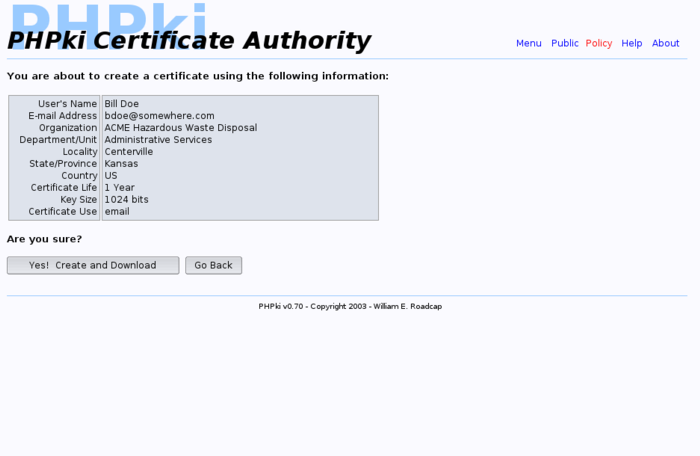 PHPki
PHPki Certificate Authority
Menu Public Policy Help About
You are about to create a certificate using the following information:
User's Name Bill Doe
E-mail Address bdoe@somewhere.com
Organization ACME Hazardous Waste Disposal
Department/Unit Administrative Services
Locality Centerville
State/Province Kansas
Country US
Certificate Life 1 Year
Key Size 1024 bits
Certificate Use email
Are you sure?
Yes!  Create and Download Go Back
PHPki v0.70 - Copyright 2003 - William E. Roadcap